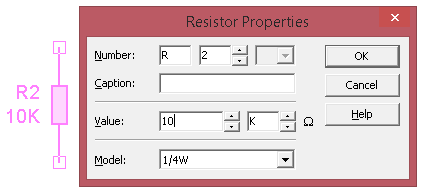 Resistor Properties
Number: R 2
OK
Caption:
Cancel
R2
10K
Value: 10 K Ω
Help
Model: 1/4W